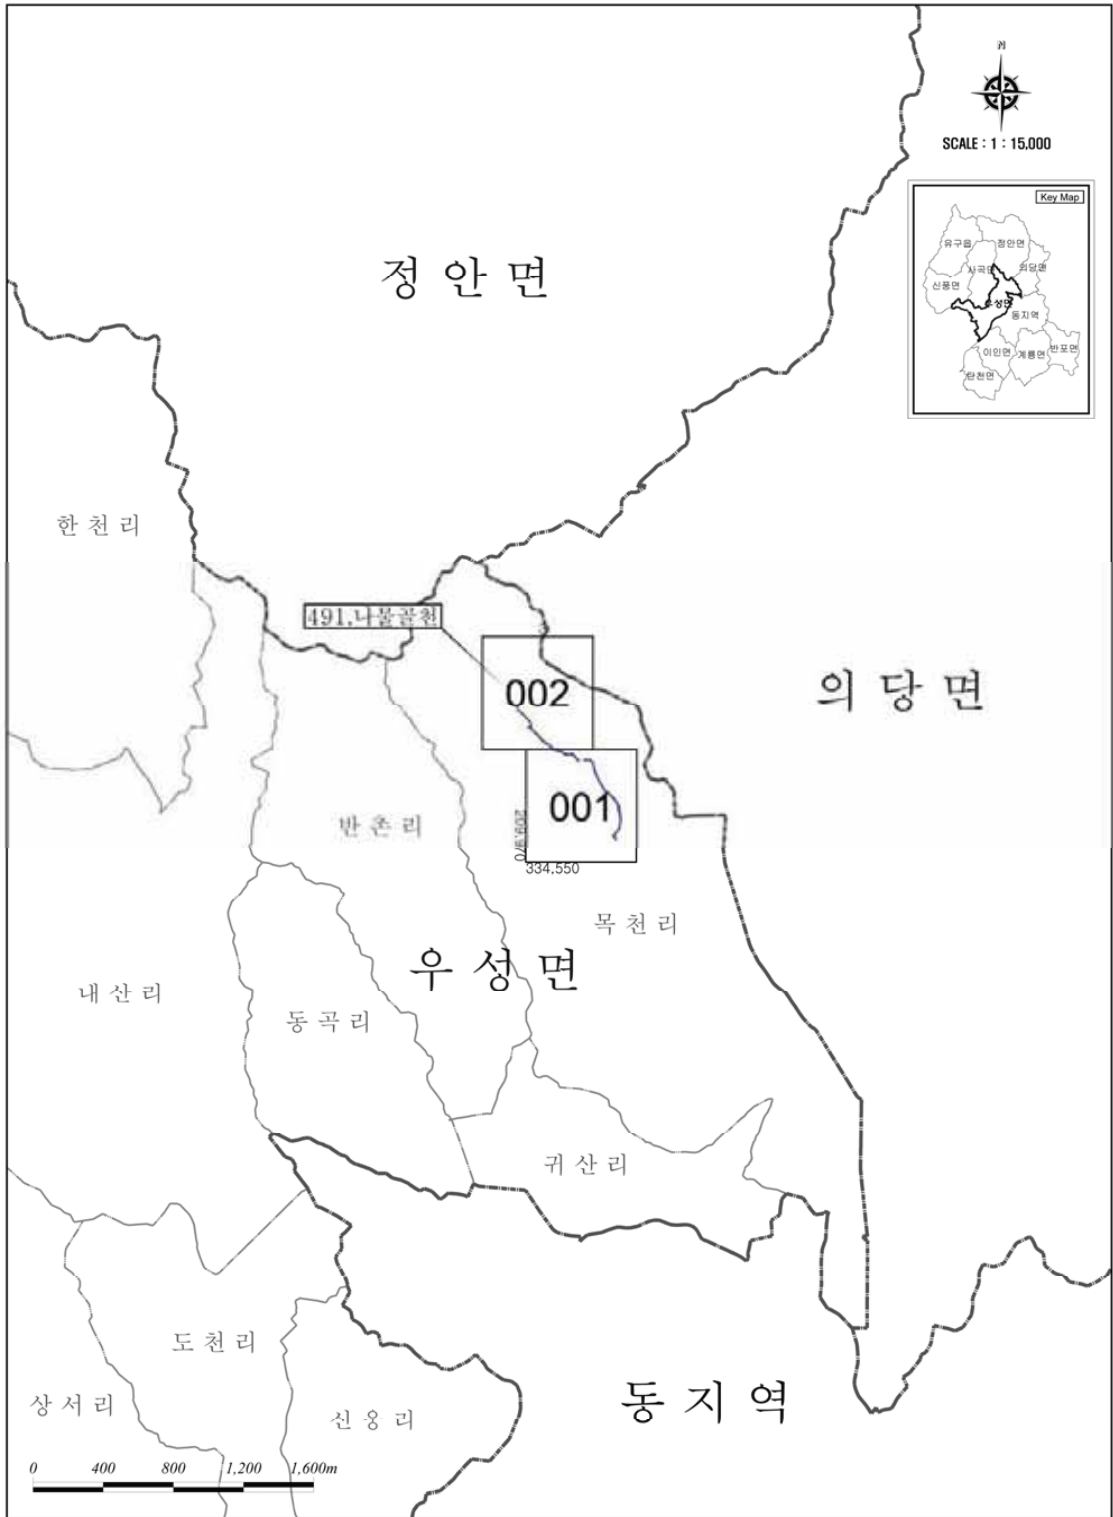 N
SCALE : 1 : 15,000
Key Map
유구읍
정안면
사곡면
의당면
신풍면
우성면
동지역
이인면
계룡면
반포면
탄천면
정 안 면
한 천 리
491,나물골천
002
의 당 면
001
반 촌 리
209,970
334,550
목 천 리
우 성 면
내 산 리
동 곡 리
귀 산 리
도 천 리
동 지 역
상 서 리
신 웅 리
0 400 800 1,200 1,600m